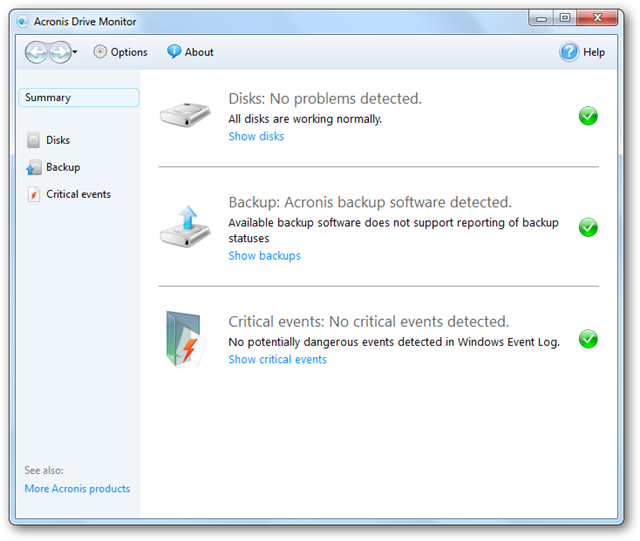 Acronis Drive Monitor
Options
About
Help
Summary
Disks
Backup
Critical events
Disks: No problems detected.
All disks are working normally.
Show disks
Backup: Acronis backup software detected.
Available backup software does not support reporting of backup
statuses
Show backups
Critical events: No critical events detected.
No potentially dangerous events detected in Windows Event Log.
Show critical events
See also:
More Acronis products